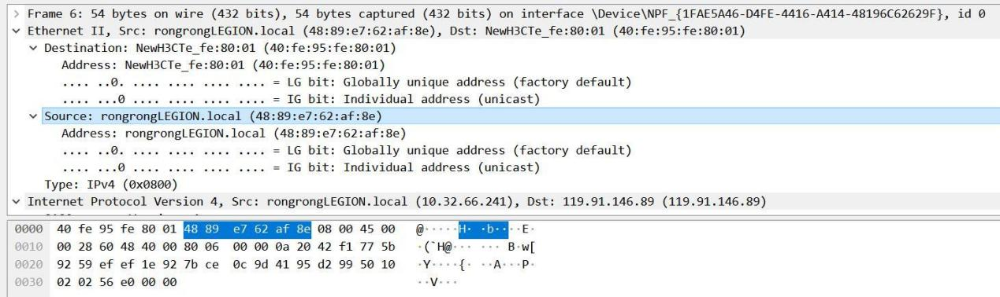 Frame 6: 54 bytes on wire (432 bits), 54 bytes captured (432 bits) on interface \Device\NPF_{1FAE5A46-D4FE-4416-A414-48196C62629F}, id 0
Ethernet II, Src: rongrongLEGION.local (48:89:e7:62:af:8e), Dst: NewH3CTe_fe:80:01 (40:fe:95:fe:80:01)
Destination: NewH3CTe_fe:80:01 (40:fe:95:fe:80:01)
Address: NewH3CTe_fe:80:01 (40:fe:95:fe:80:01)
.... ..0. .... .... .... .... = LG bit: Globally unique address (factory default)
.... ...0 .... .... .... .... = IG bit: Individual address (unicast)
Source: rongrongLEGION.local (48:89:e7:62:af:8e)
Address: rongrongLEGION.local (48:89:e7:62:af:8e)
.... ..0. .... .... .... .... = LG bit: Globally unique address (factory default)
.... ...0 .... .... .... .... = IG bit: Individual address (unicast)
Type: IPv4 (0x0800)
Internet Protocol Version 4, Src: rongrongLEGION.local (10.32.66.241), Dst: 119.91.146.89 (119.91.146.89)
0000 40 fe 95 fe 80 01 48 89 e7 62 af 8e 08 00 45 00 @·····H· ·b····E·
0010 00 28 60 48 40 00 80 06 00 00 0a 20 42 f1 77 5b ·(`H@··· ··· B·w[
0020 92 59 ef ef 1e 92 7b ce 0c 9d 41 95 d2 99 50 10 ·Y····{· ··A···P·
0030 02 02 56 e0 00 00 ··V···